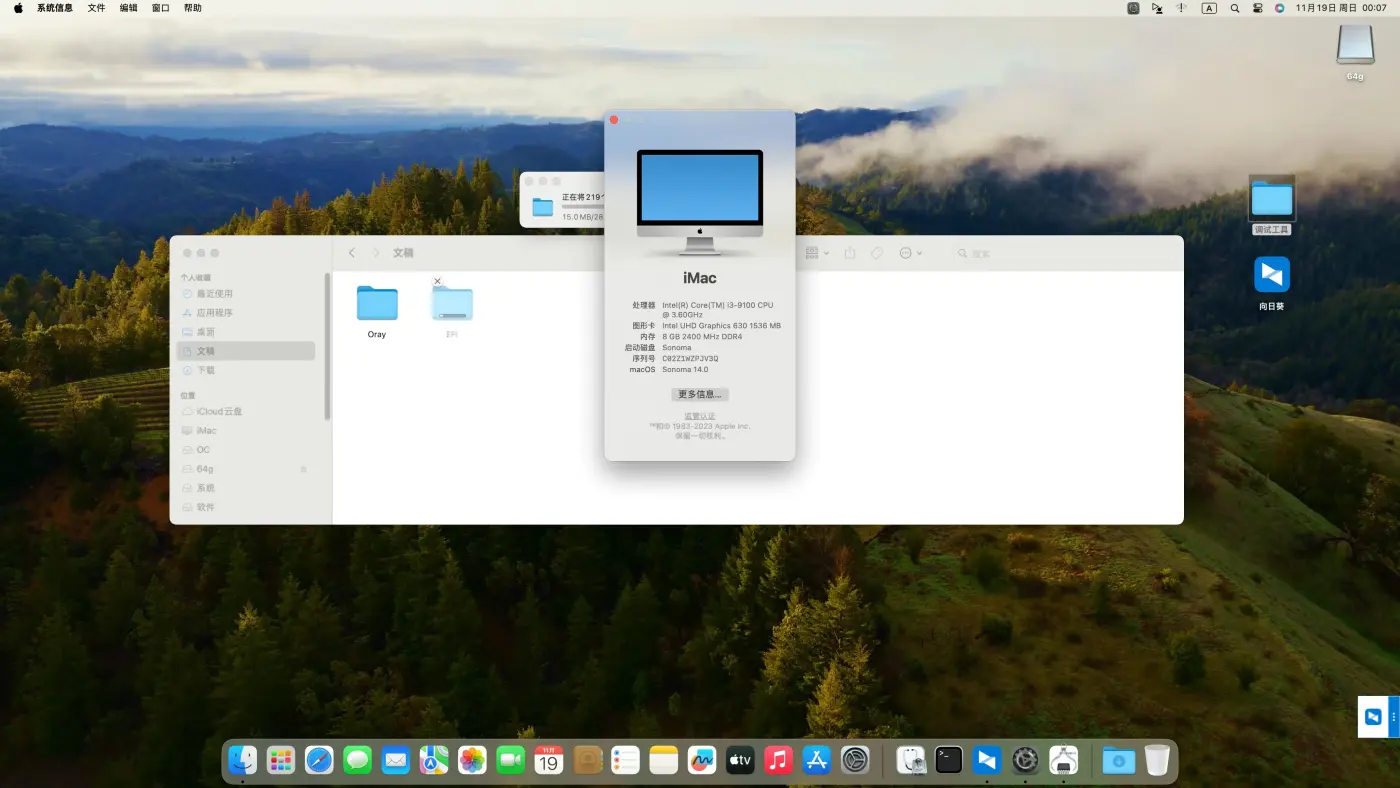 系统信息 文件 编辑 窗口 帮助
A
11月19日 周日 00:07
64g
调试工具
向日葵
正在将 219
15.0 MB/28
文稿
搜索
个人收藏
最近使用
应用程序
桌面
文稿
下载
位置
iCloud 云盘
iMac
OC
64g
系统
软件
Oray
EFI
iMac
处理器 Intel(R) Core(TM) i3-9100 CPU @ 3.60GHz
图形卡 Intel UHD Graphics 630 1536 MB
内存 8 GB 2400 MHz DDR4
启动磁盘 Sonoma
序列号 C02Z1WZPJV3Q
macOS Sonoma 14.0
更多信息...
监管认证
™和© 1983-2023 Apple Inc.
保留一切权利。
11月
19
tv